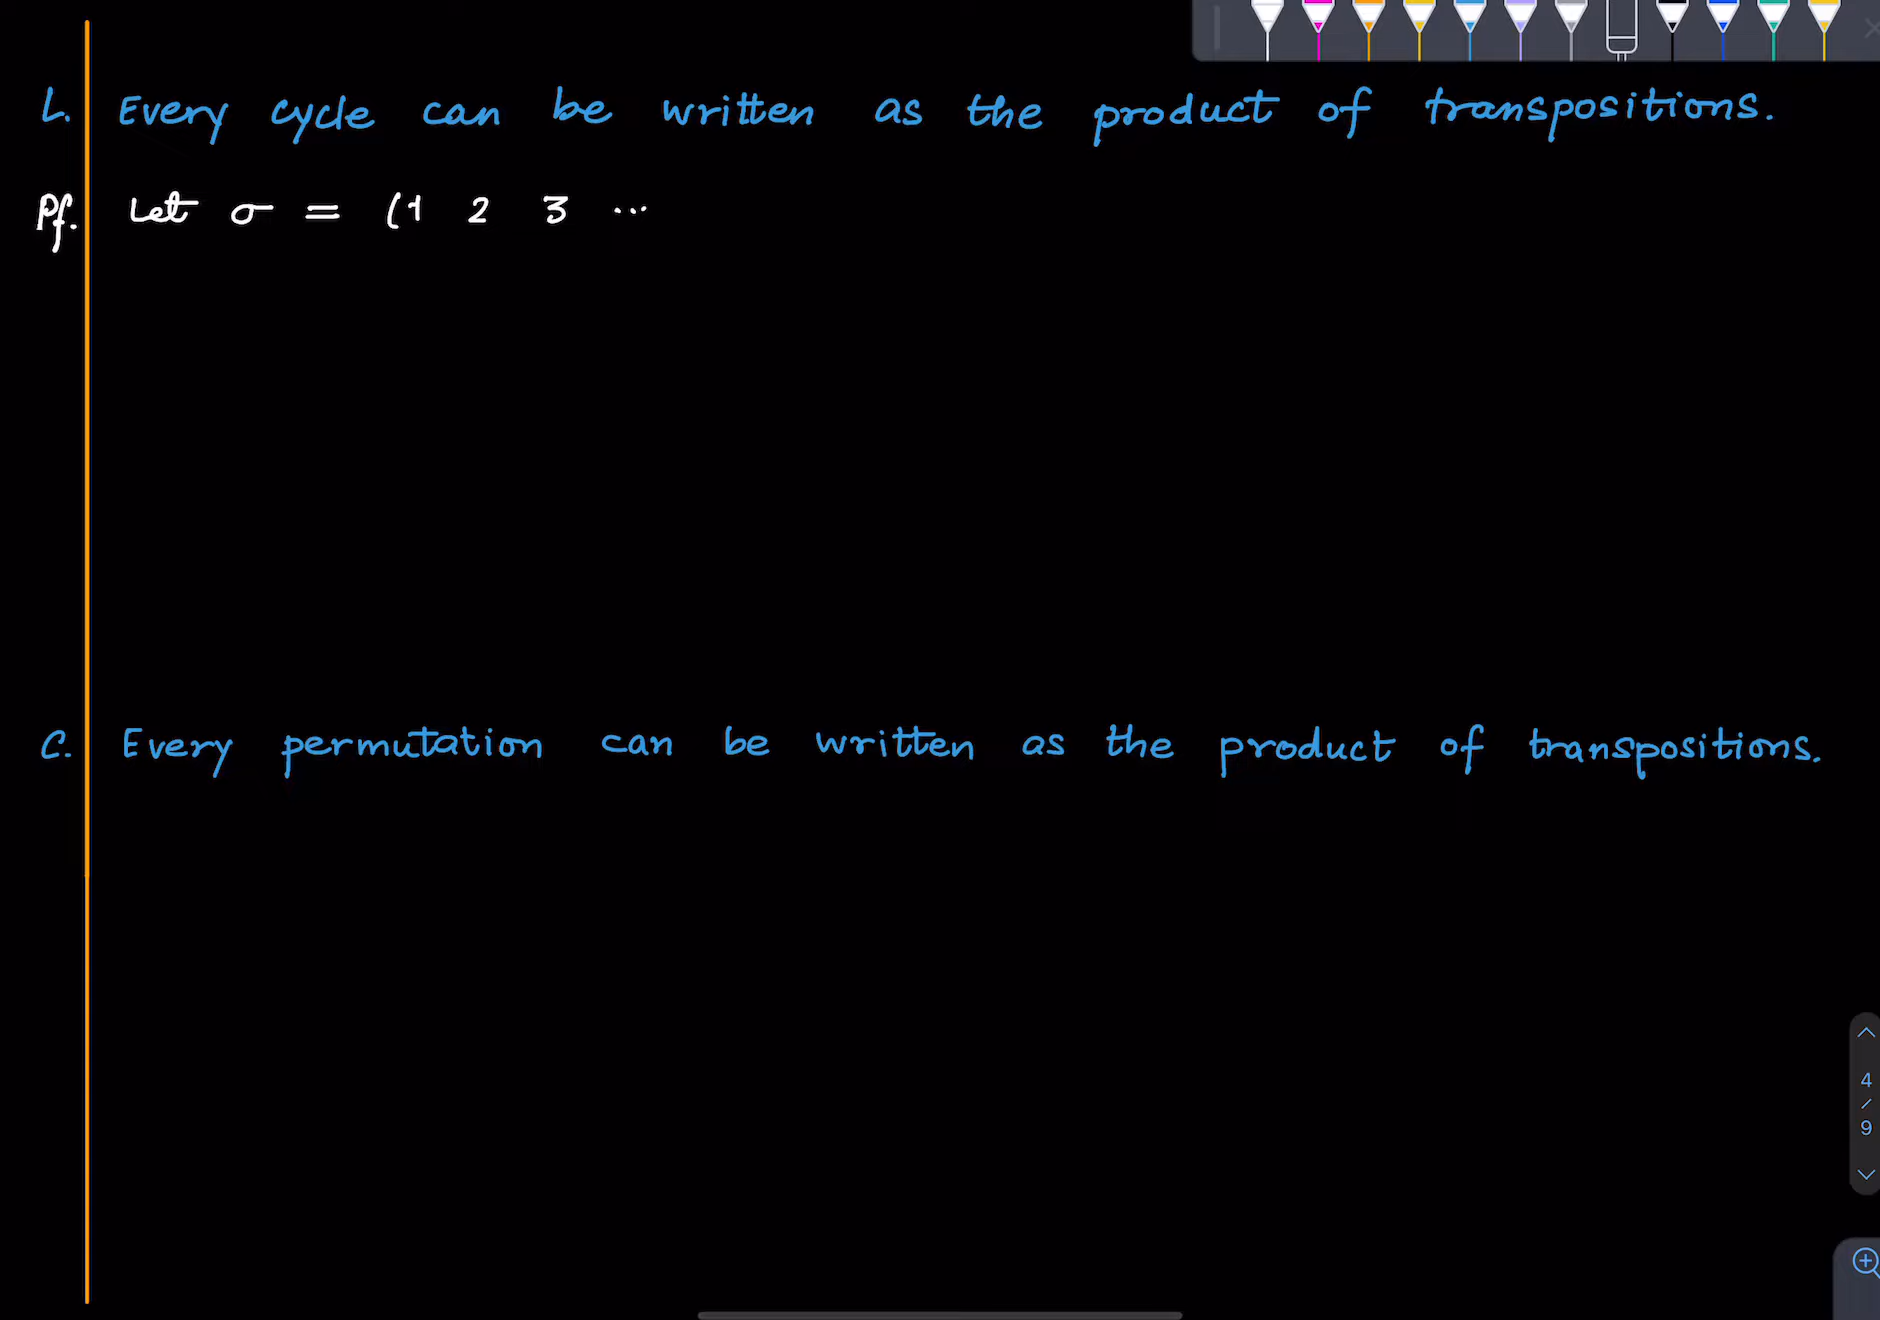 L. Every cycle can be written as the product of transpositions.
Pf. Let σ = (1 2 3 ...
C. Every permutation can be written as the product of transpositions.
4
/
9